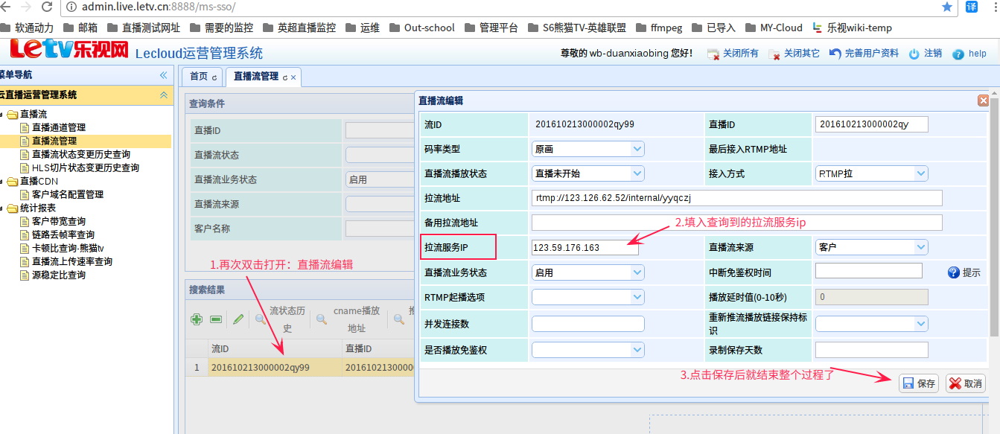 admin.live.letv.cn:8888/ms-sso/
译
软通动力 邮箱 直播测试网址 需要的监控 英超直播监控 运维 Out-school 管理平台 S6熊猫TV-英雄联盟 ffmpeg 已导入 MY-Cloud 乐视wiki-temp
Letv乐视网 Lecloud运营管理系统 尊敬的 wb-duanxiaobing 您好! 关闭所有 关闭其它 完善用户资料 注销 help
菜单导航
云直播运营管理系统
直播流
直播通道管理
直播流管理
直播流状态变更历史查询
HLS切片状态变更历史查询
直播CDN
客户域名配置管理
统计报表
客户带宽查询
链路丢帧率查询
卡顿比查询-熊猫tv
直播流上传速率查询
源稳定比查询
首页 直播流管理
查询条件
直播ID
直播流状态
直播流业务状态 启用
直播流来源
客户名称
1.再次双击打开：直播流编辑
搜索结果
流状态历史 cname播放地址
流ID 直播ID
1 201610213000002qy99 20161021300000
直播流编辑
流ID 201610213000002qy99 直播ID 201610213000002qy
码率类型 原画 最后接入RTMP地址
直播流播放状态 直播未开始 接入方式 RTMP拉
拉流地址 rtmp://123.126.62.52/internal/yyqczj
备用拉流地址
2.填入查询到的拉流服务ip
拉流服务IP 123.59.176.163 直播流来源 客户
直播流业务状态 启用 中断免鉴权时间 提示
RTMP起播选项 播放延时值(0-10秒) 0
并发连接数 重新推流播放链接保持标识
是否播放免鉴权 录制保存天数
3.点击保存后就结束整个过程了
保存 取消